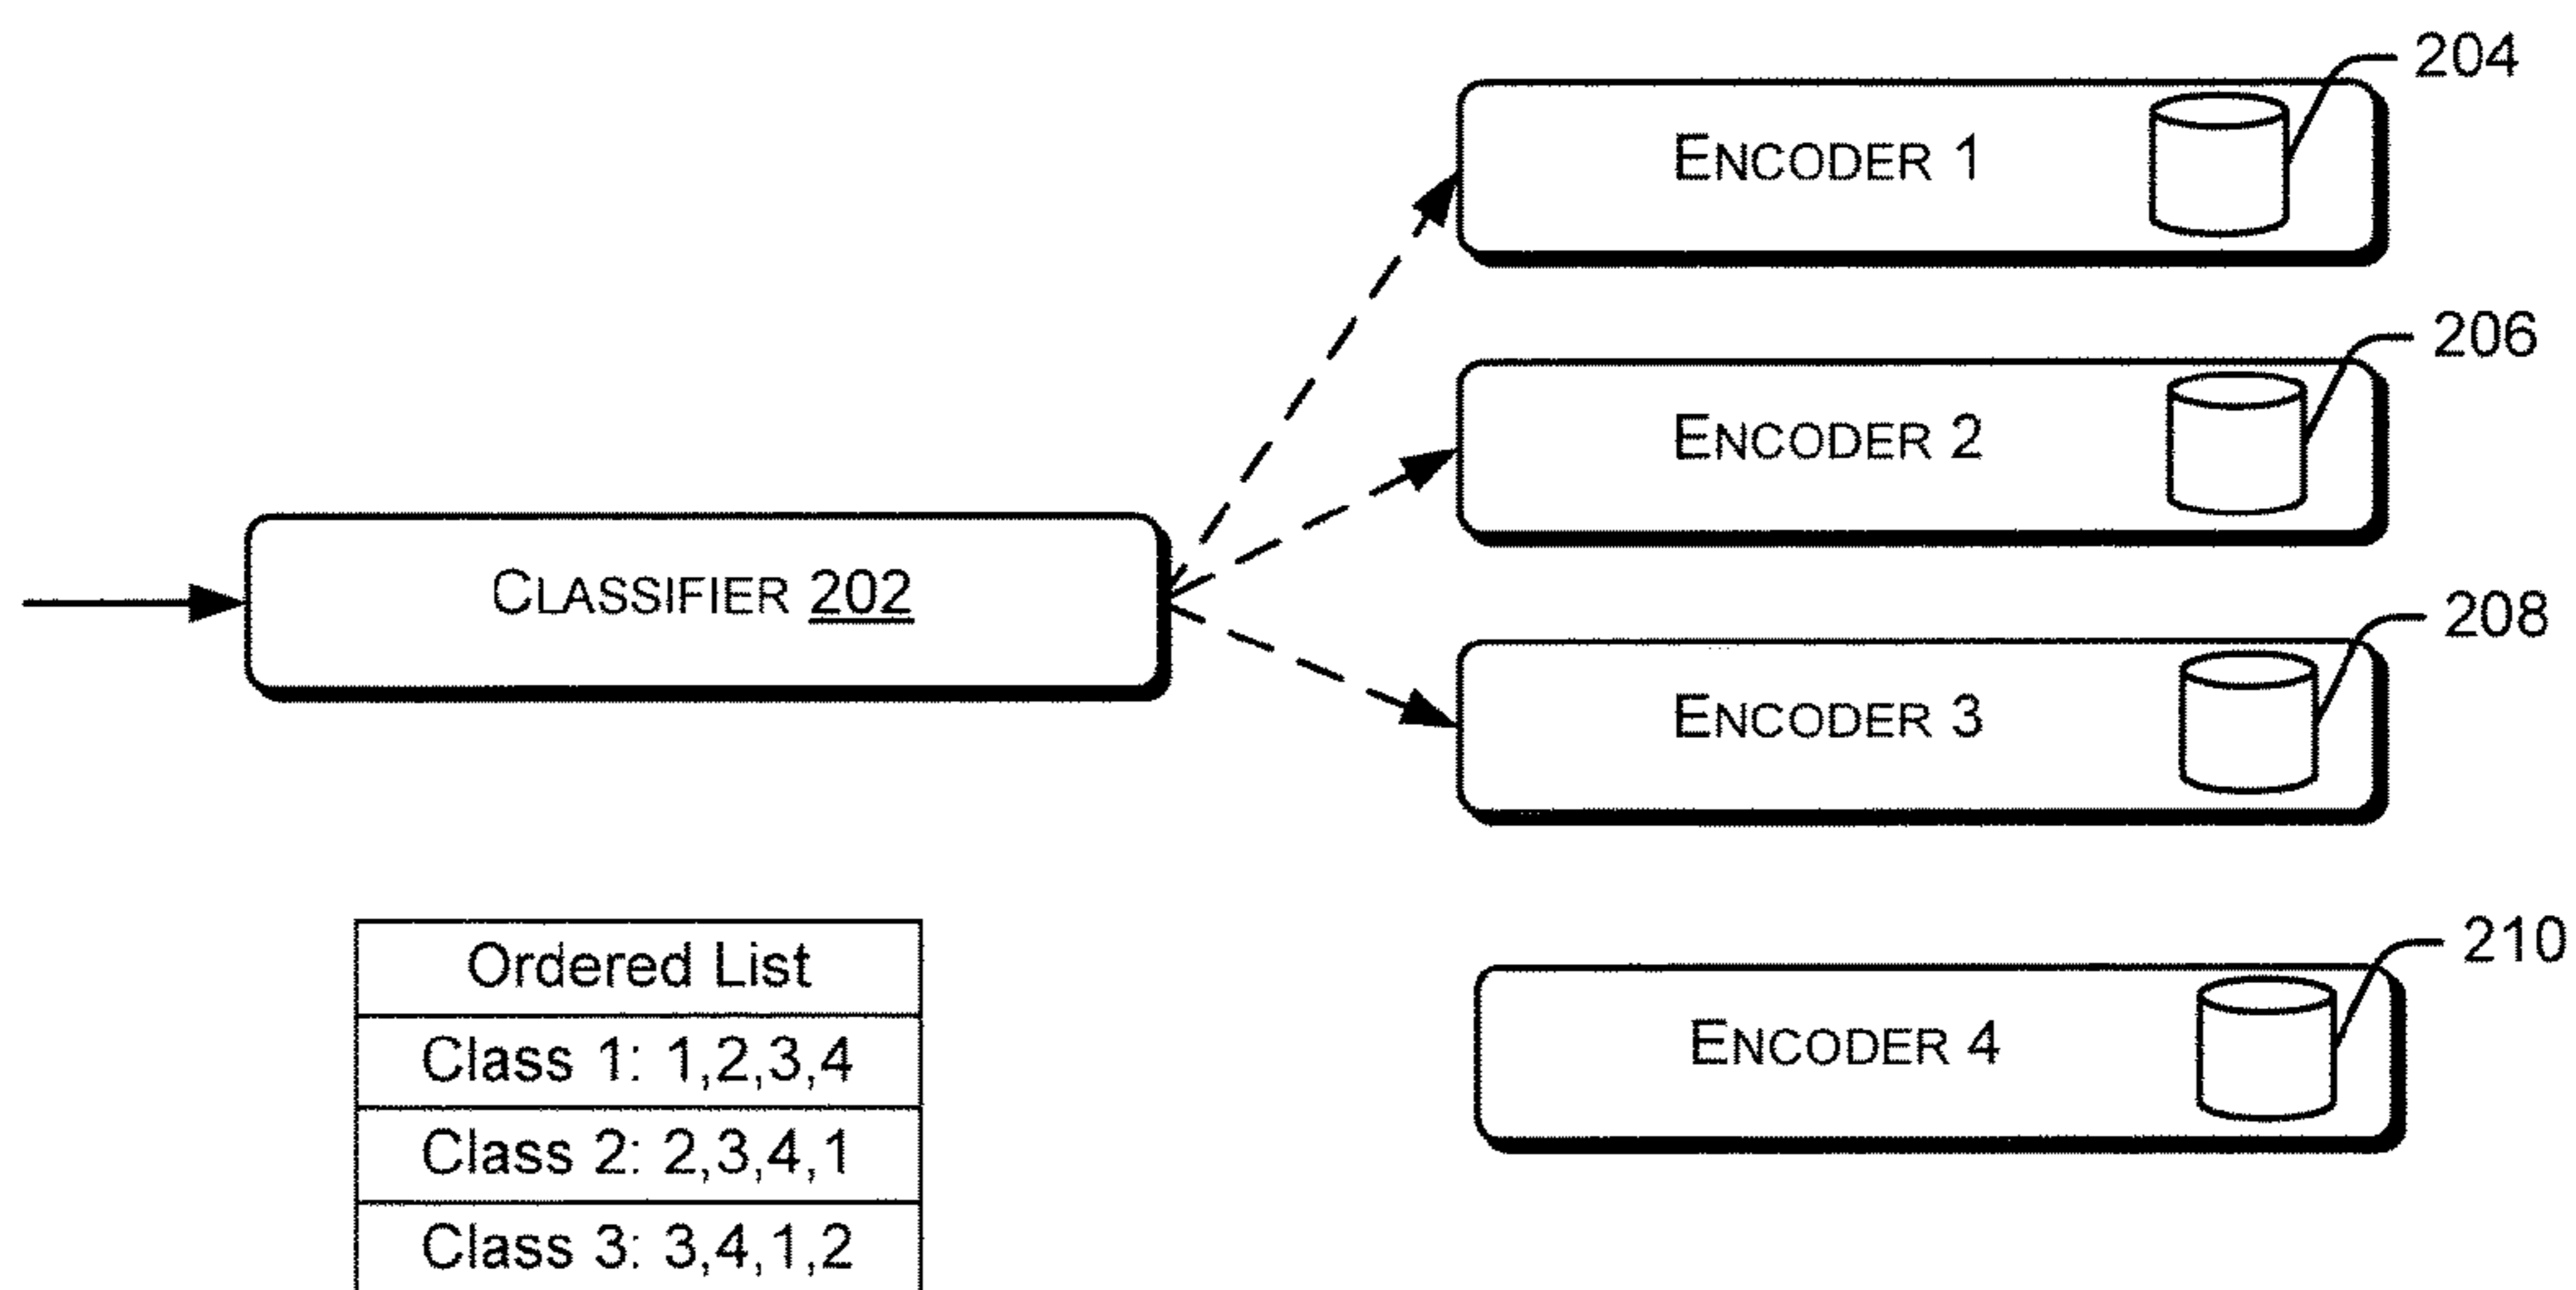 204
ENCODER 1
206
ENCODER 2
CLASSIFIER 202
208
ENCODER 3
Ordered List
Class 1: 1,2,3,4
Class 2: 2,3,4,1
Class 3: 3,4,1,2
210
ENCODER 4